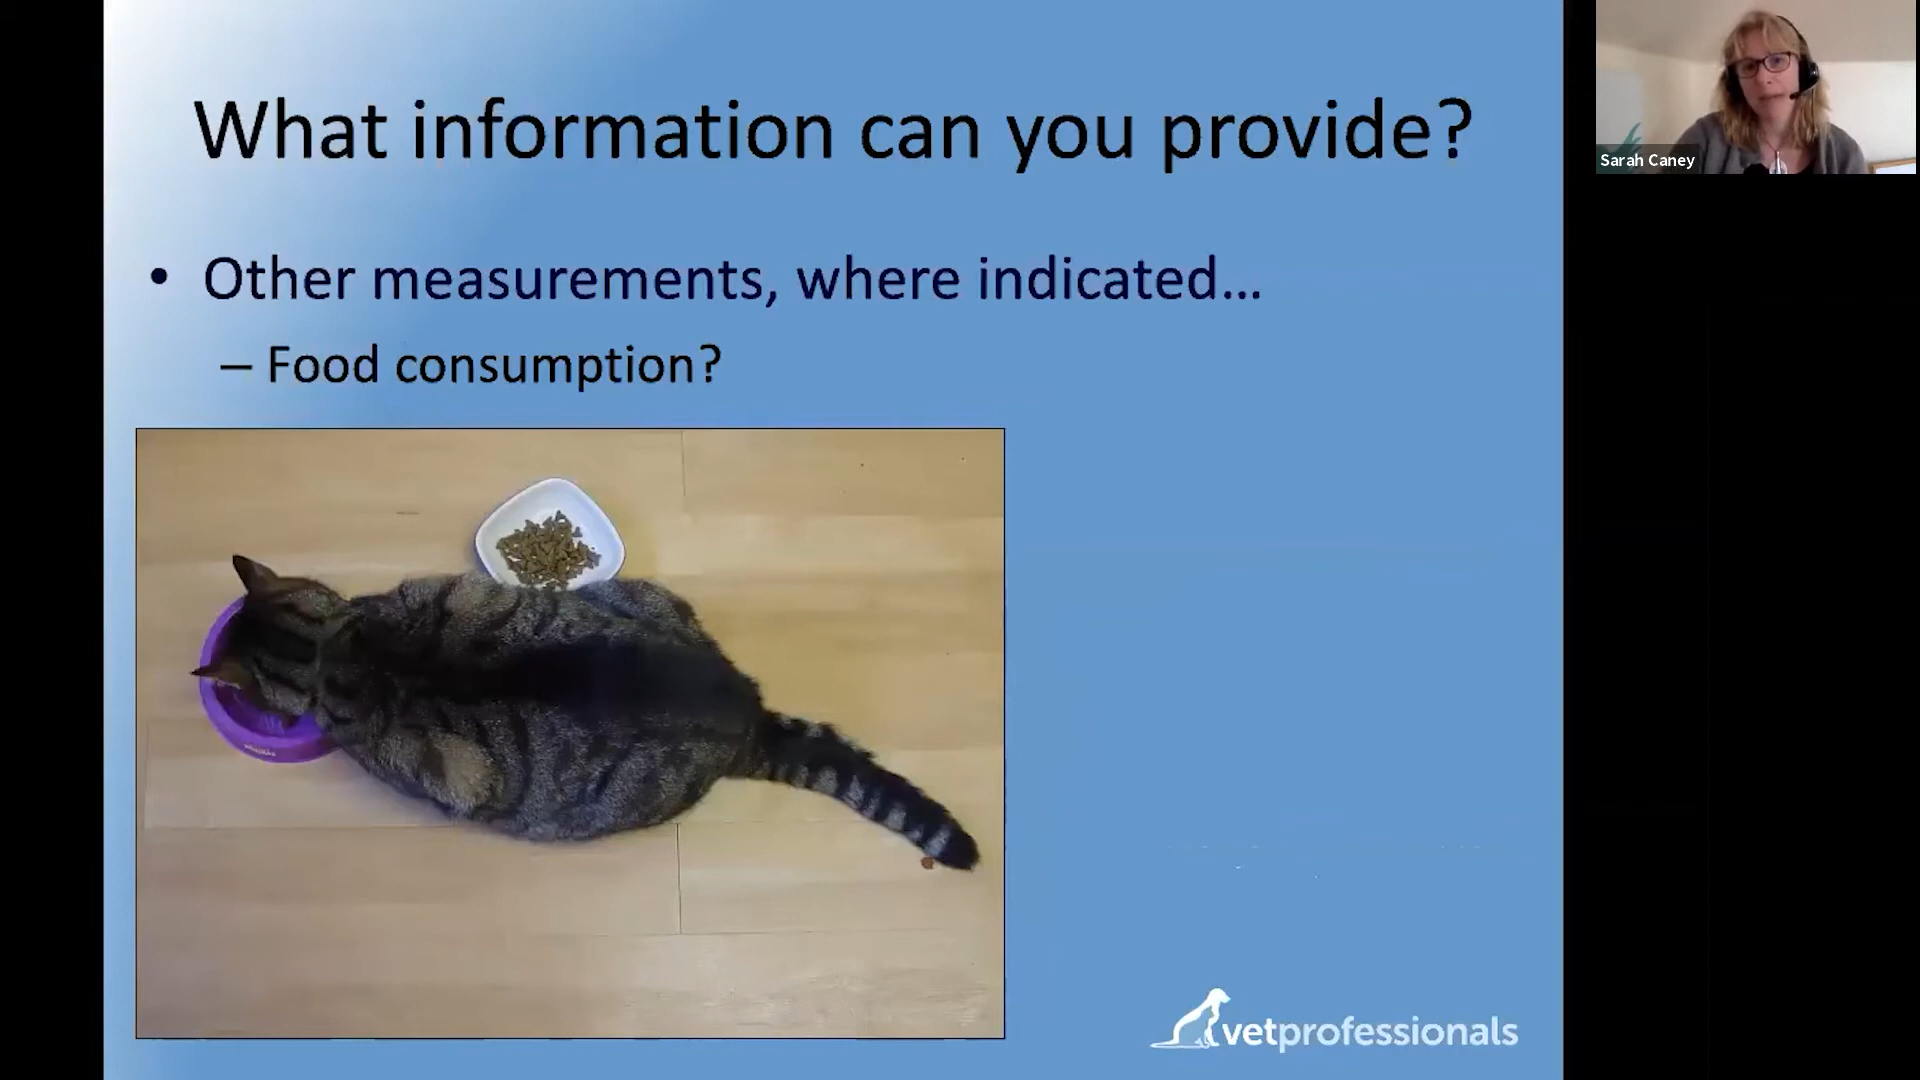 What information can you provide?
• Other measurements, where indicated...
– Food consumption?
vetprofessionals
Sarah Caney